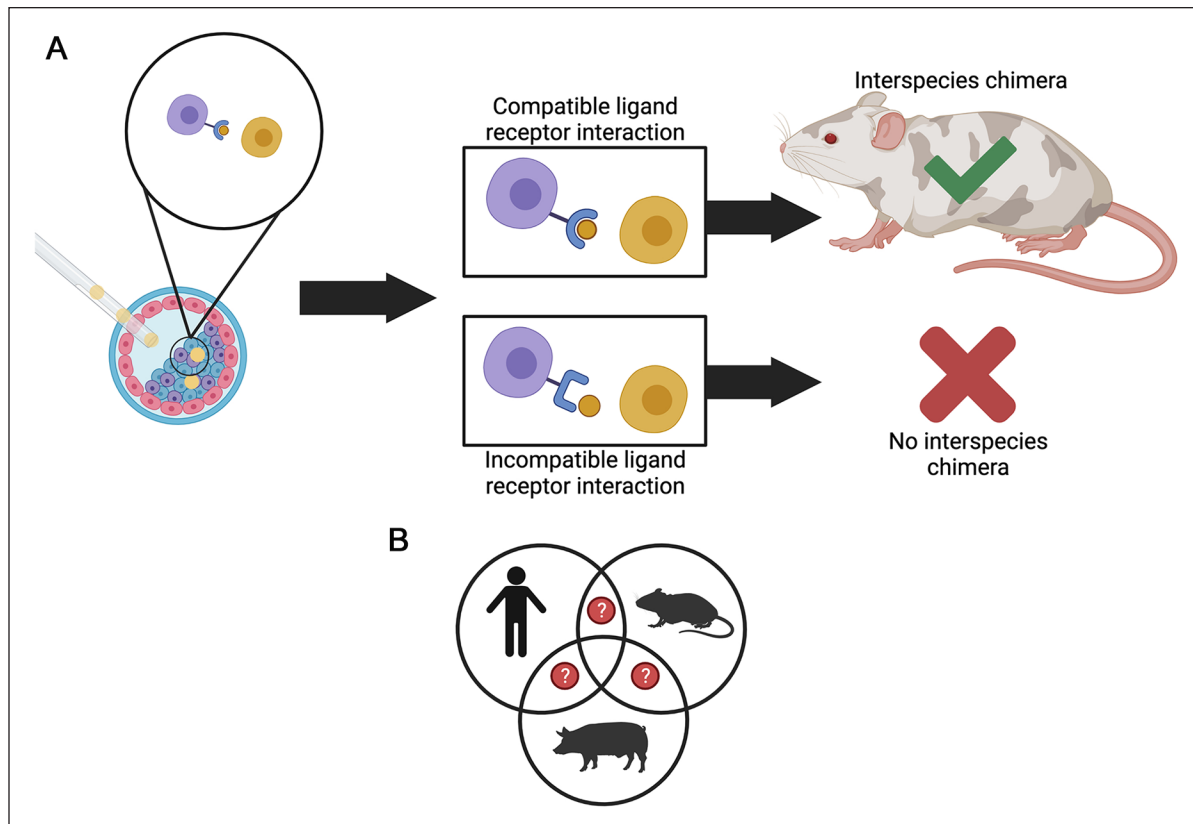 A
Compatible ligand
receptor interaction
Interspecies chimera
Incompatible ligand
receptor interaction
No interspecies
chimera
B
?
?
?